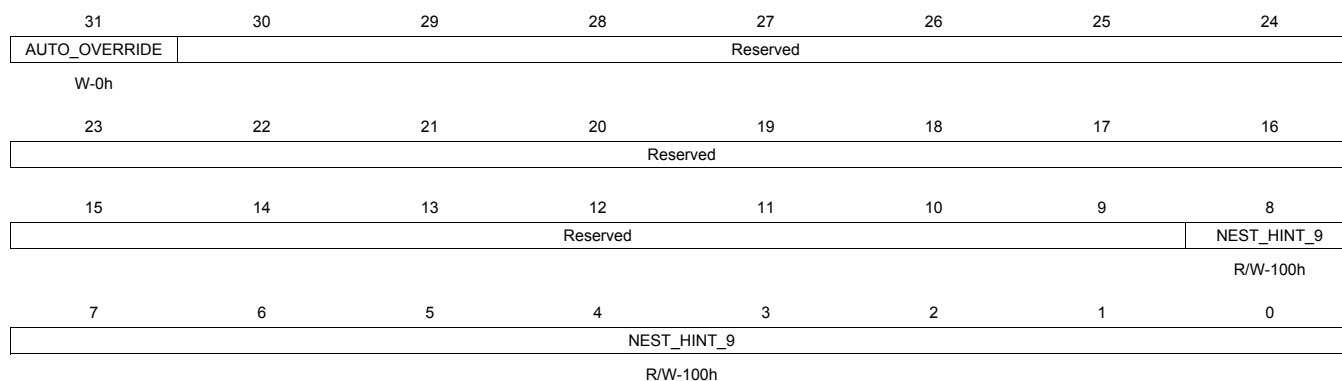 31 30 29 28 27 26 25 24
AUTO_OVERRIDE Reserved
W-0h
23 22 21 20 19 18 17 16
Reserved
15 14 13 12 11 10 9 8
Reserved NEST_HINT_9
R/W-100h
7 6 5 4 3 2 1 0
NEST_HINT_9
R/W-100h